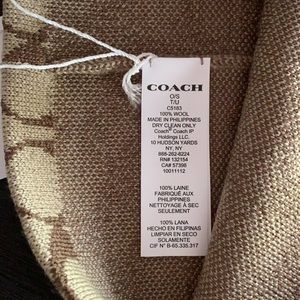 COACH
O/S
T/U
C5183
100% WOOL
MADE IN PHILIPPINES
DRY CLEAN ONLY
Coach® Coach IP
Holdings LLC.
10 HUDSON YARDS
NY, NY
888-262-6224
RN# 132154
CA# 57398
10011112
100% LAINE
FABRIQUÉ AUX
PHILIPPINES
NETTOYAGE À SEC
SEULEMENT
100% LANA
HECHO EN FILIPINAS
LIMPIAR EN SECO
SOLAMENTE
CIF N° B-65.335.317